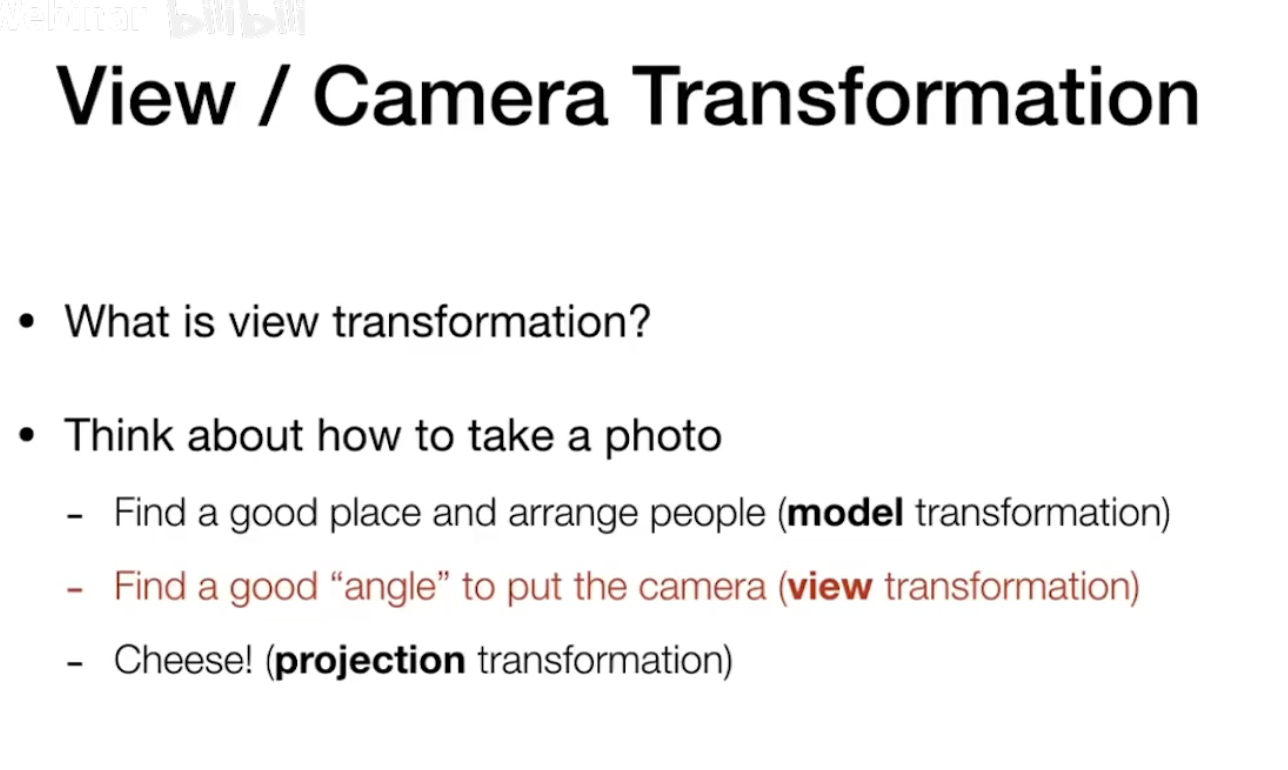 Webinar bilibili
View / Camera Transformation
• What is view transformation?
• Think about how to take a photo
- Find a good place and arrange people (model transformation)
- Find a good “angle” to put the camera (view transformation)
- Cheese! (projection transformation)